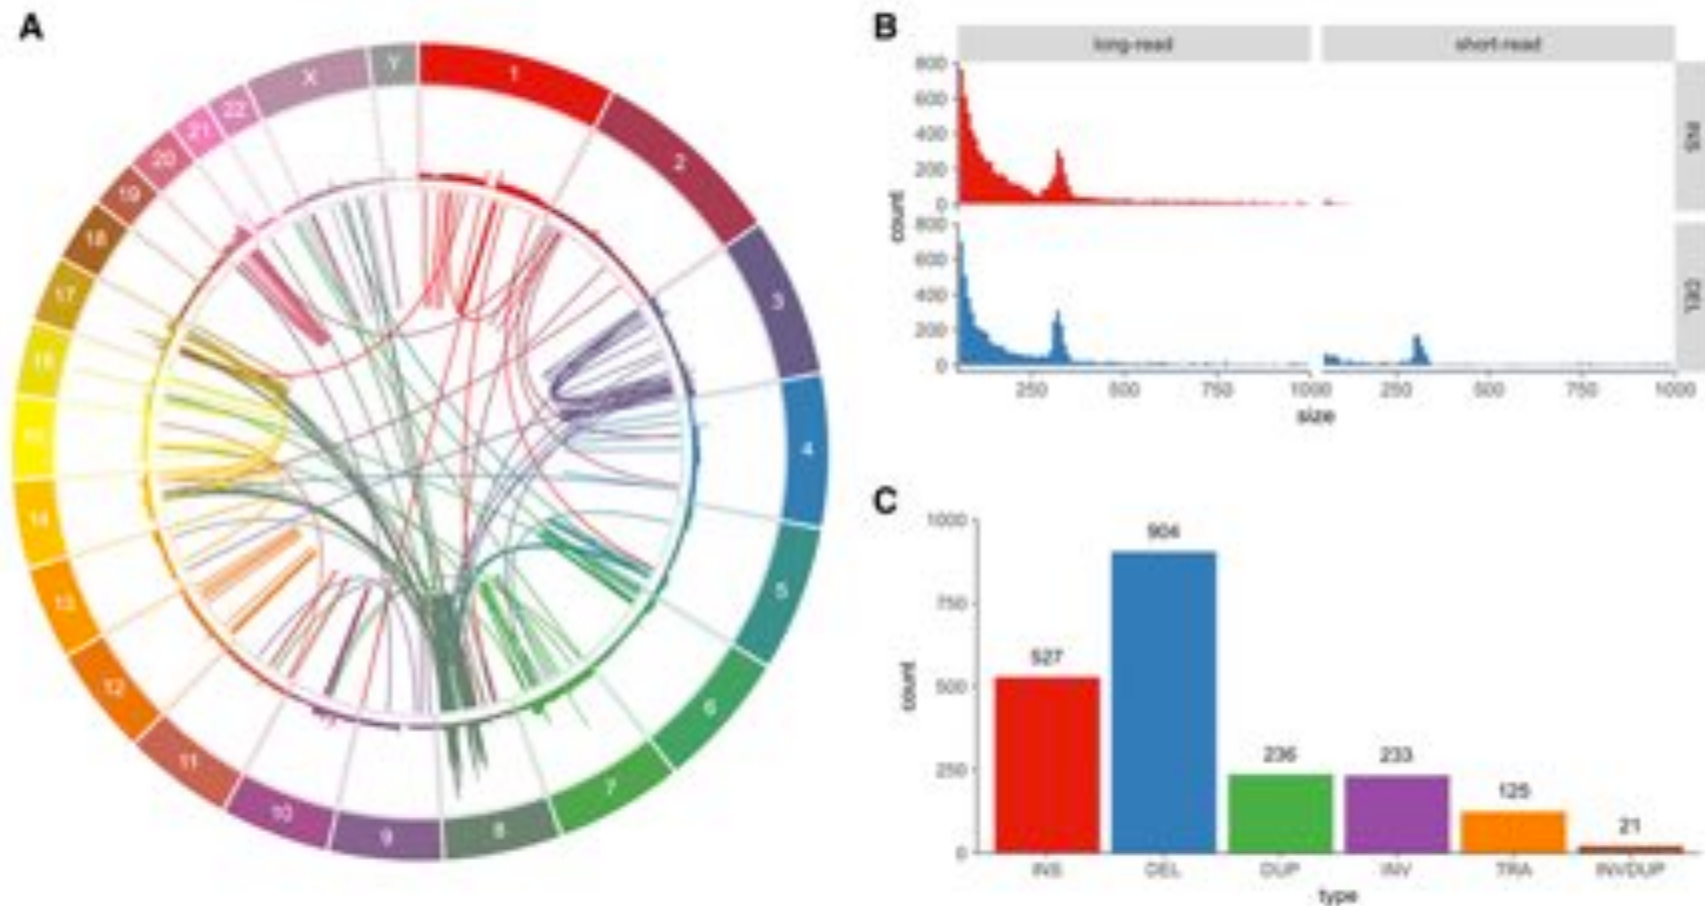 A
1
2
3
4
5
6
7
8
9
10
11
12
13
14
15
16
17
18
19
20
21
22
X
Y
B
long-read
short-read
800
600
400
200
0
INS
800
600
400
200
0
DEL
count
250
500
750
1000
250
500
750
1000
size
C
1000
750
500
250
0
count
527
904
236
233
125
21
INS
DEL
DUP
INV
TRA
INVDUP
type